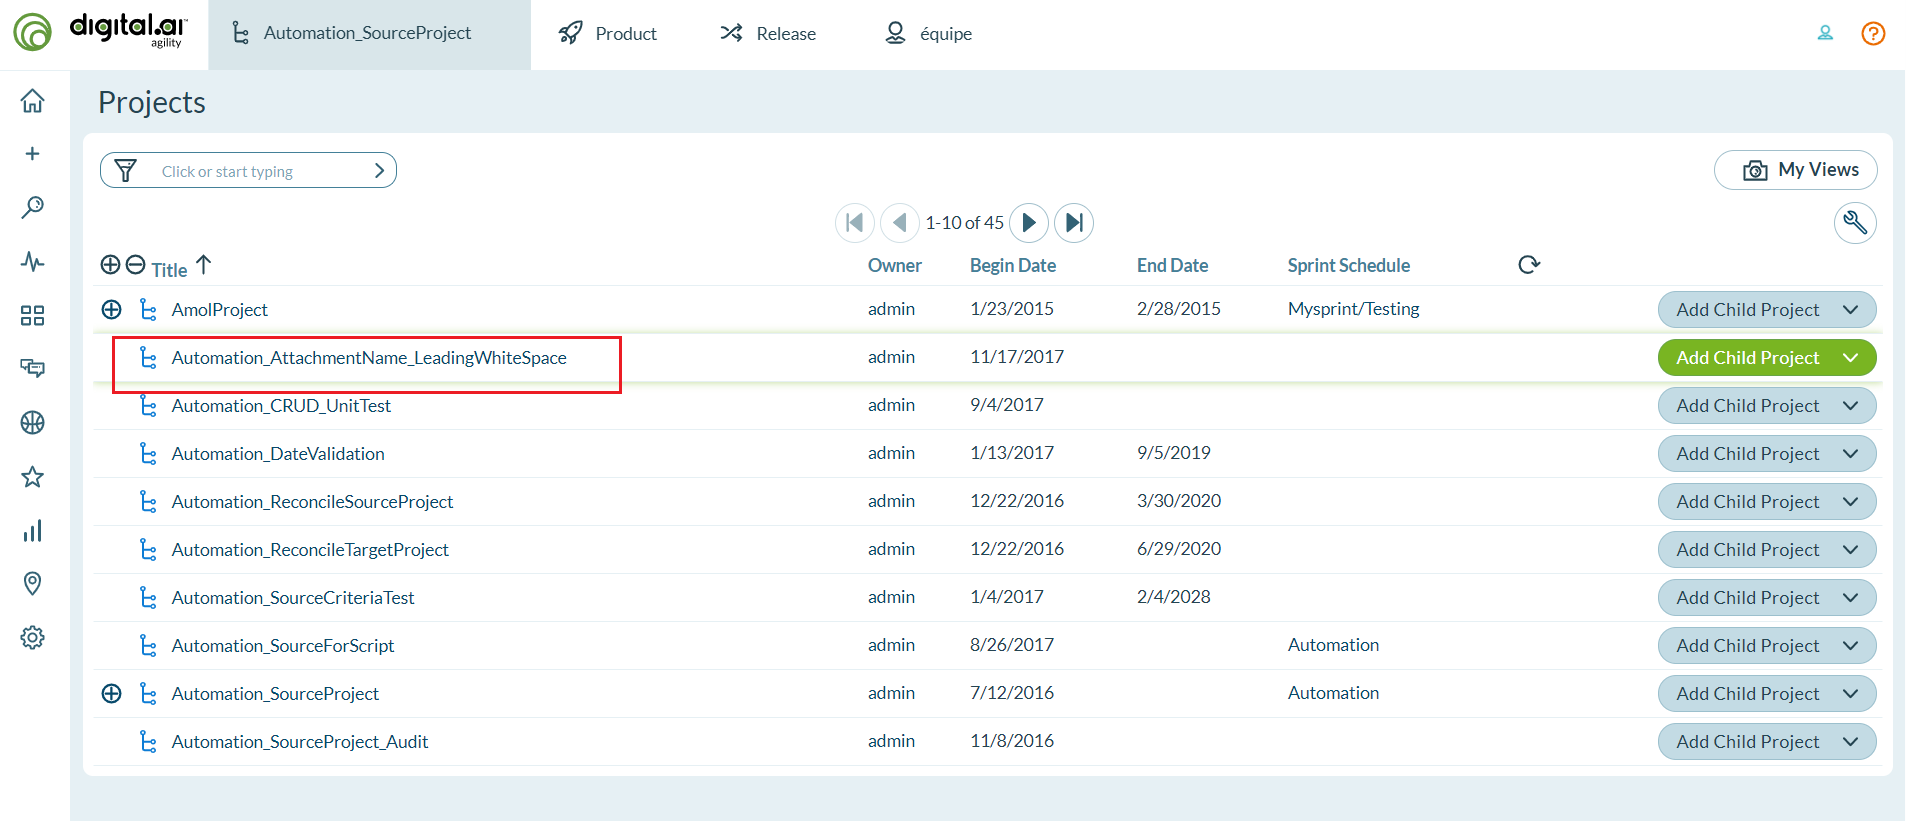 digital.ai
agility
Automation_SourceProject
Product
Release
équipe
Projects
Click or start typing
My Views
1-10 of 45
Title Owner Begin Date End Date Sprint Schedule
AmolProject admin 1/23/2015 2/28/2015 Mysprint/Testing Add Child Project
Automation_AttachmentName_LeadingWhiteSpace admin 11/17/2017 Add Child Project
Automation_CRUD_UnitTest admin 9/4/2017 Add Child Project
Automation_DateValidation admin 1/13/2017 9/5/2019 Add Child Project
Automation_ReconcileSourceProject admin 12/22/2016 3/30/2020 Add Child Project
Automation_ReconcileTargetProject admin 12/22/2016 6/29/2020 Add Child Project
Automation_SourceCriteriaTest admin 1/4/2017 2/4/2028 Add Child Project
Automation_SourceForScript admin 8/26/2017 Automation Add Child Project
Automation_SourceProject admin 7/12/2016 Automation Add Child Project
Automation_SourceProject_Audit admin 11/8/2016 Add Child Project